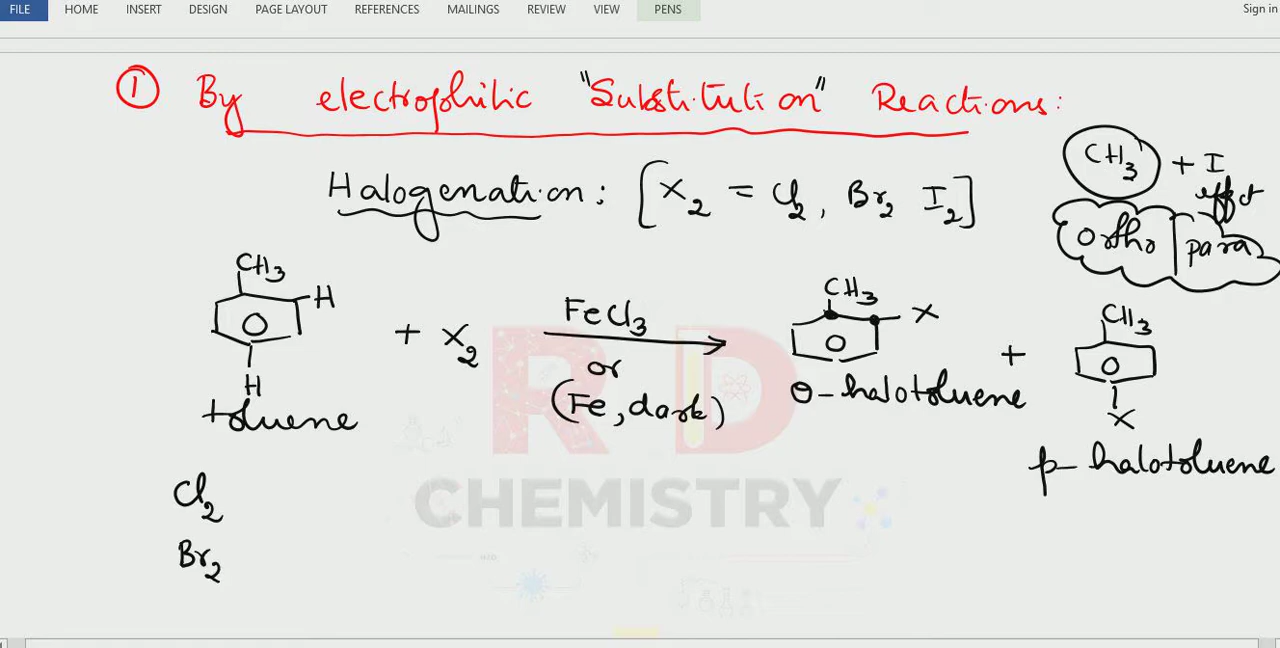 FILE HOME INSERT DESIGN PAGE LAYOUT REFERENCES MAILINGS REVIEW VIEW PENS Sign in
① By electrophilic "Substitution" Reactions:
Halogenation: [X₂ = Cl₂, Br₂ I₂]
CH₃ + I
effect
ortho | para
CH₃
H
H
toluene
+ X₂
FeCl₃
or
(Fe, dark)
CH₃
X
o-halotoluene
+
CH₃
X
p-halotoluene
Cl₂
Br₂
RD
CHEMISTRY